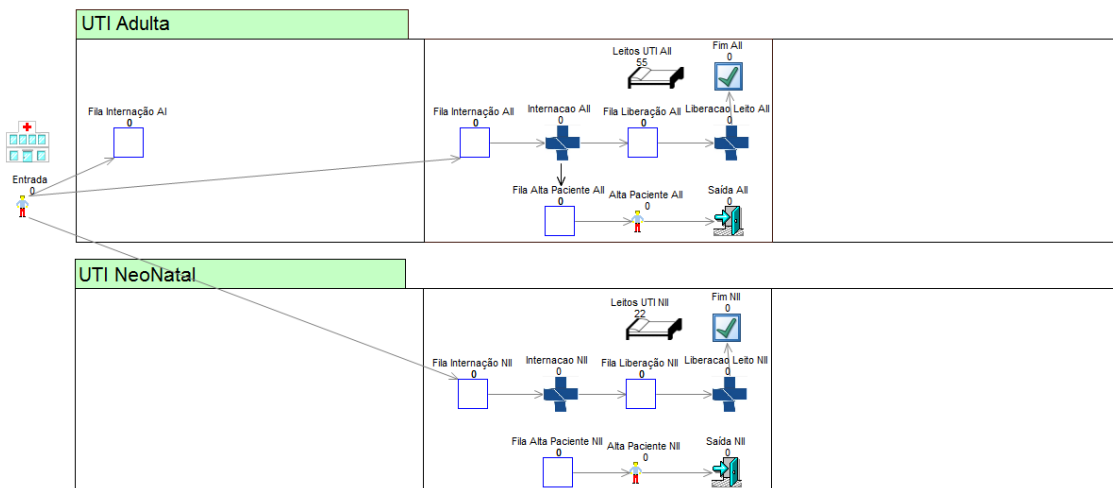 UTI Adulta
Leitos UTI AII
55
Fim AII
0
Fila Internação AI
0
Fila Internação AII
0
Internacao AII
0
Fila Liberação AII
0
Liberacao Leito AII
0
Entrada
0
Fila Alta Paciente AII
0
Alta Paciente AII
0
Saída AII
0
UTI NeoNatal
Leitos UTI NII
22
Fim NII
0
Fila Internação NII
0
Internacao NII
0
Fila Liberação NII
0
Liberacao Leito NII
0
Fila Alta Paciente NII
0
Alta Paciente NII
0
Saída NII
0